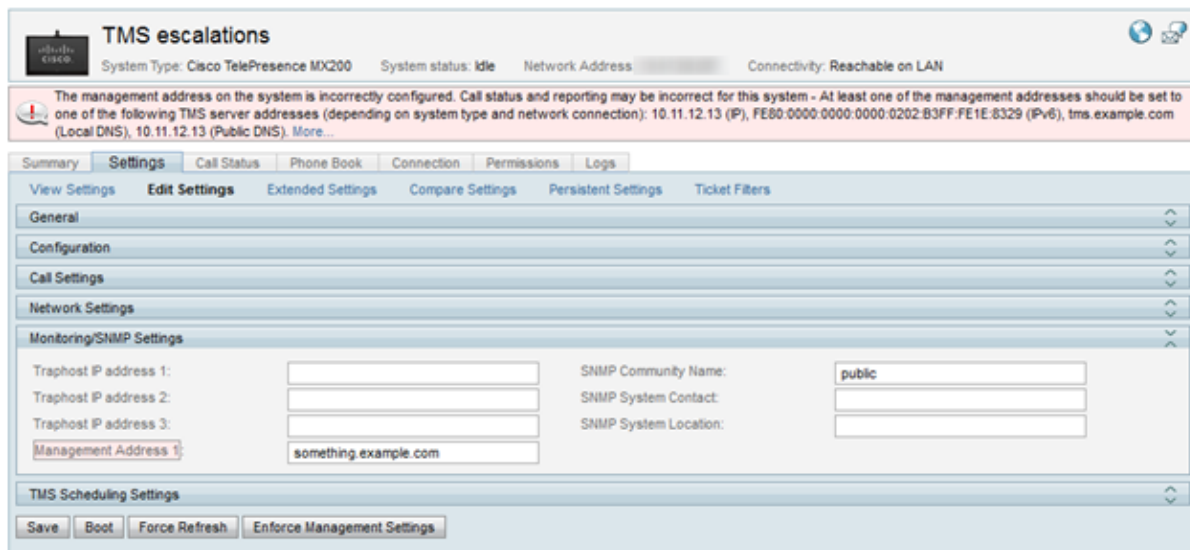 TMS escalations
CISCO
System Type: Cisco TelePresence MX200 System status: Idle Network Address Connectivity: Reachable on LAN
The management address on the system is incorrectly configured. Call status and reporting may be incorrect for this system - At least one of the management addresses should be set to
one of the following TMS server addresses (depending on system type and network connection): 10.11.12.13 (IP), FE80:0000:0000:0000:0202:B3FF:FE1E:8329 (IPv6), tms.example.com
(Local DNS), 10.11.12.13 (Public DNS). More...
Summary Settings Call Status Phone Book Connection Permissions Logs
View Settings Edit Settings Extended Settings Compare Settings Persistent Settings Ticket Filters
General
Configuration
Call Settings
Network Settings
Monitoring/SNMP Settings
Traphost IP address 1: SNMP Community Name: public
Traphost IP address 2: SNMP System Contact:
Traphost IP address 3: SNMP System Location:
Management Address 1: something.example.com
TMS Scheduling Settings
Save Boot Force Refresh Enforce Management Settings